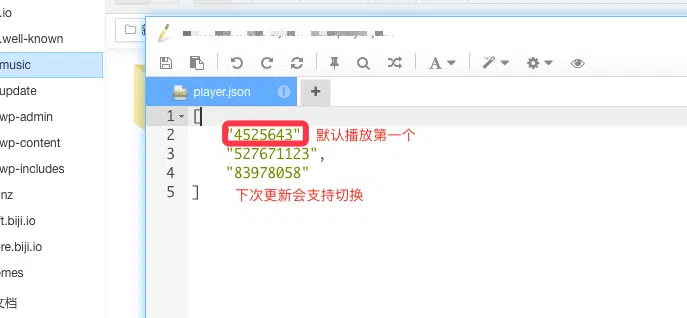 .io
.well-known
music
update
wp-admin
wp-content
wp-includes
nz
ft.biji.io
re.biji.io
emes
文档
A
player.json
1 [
2 "4525643" 默认播放第一个
3 "527671123",
4 "83978058"
5 ] 下次更新会支持切换